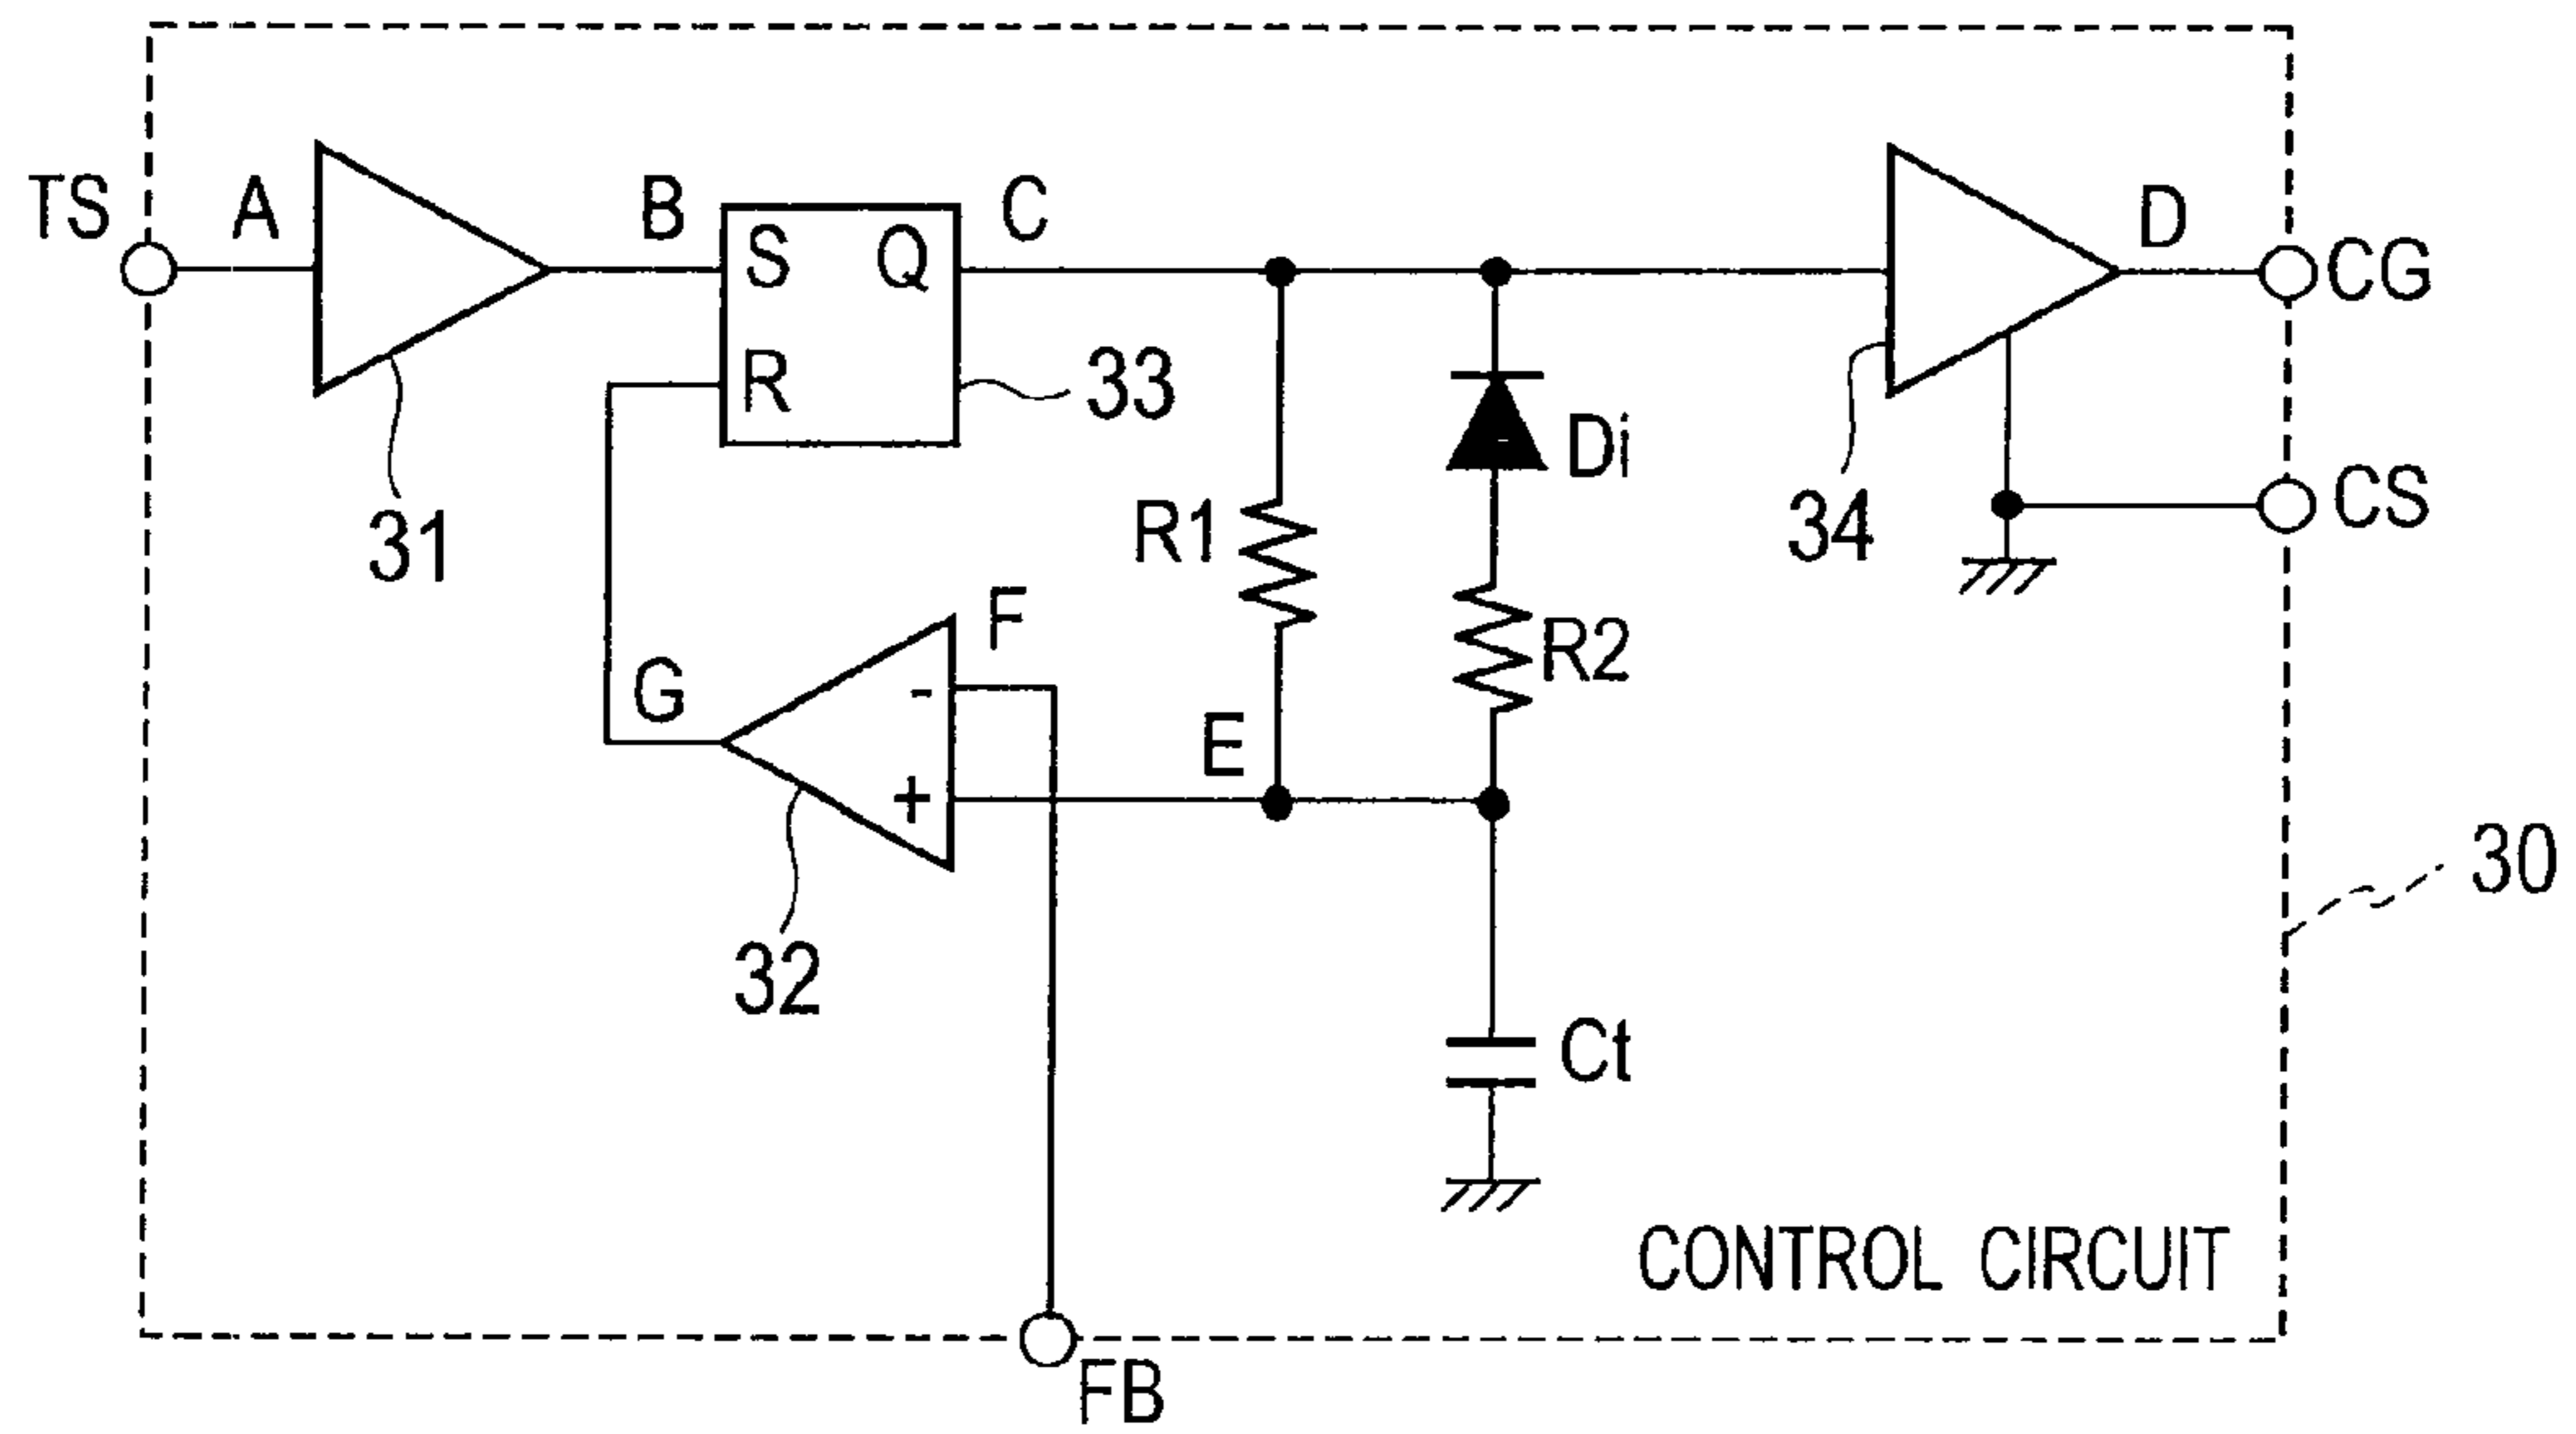 TS
A
B
S
Q
C
D
CG
R
33
Di
CS
31
R1
34
F
R2
G
-
E
+
30
32
Ct
CONTROL CIRCUIT
FB